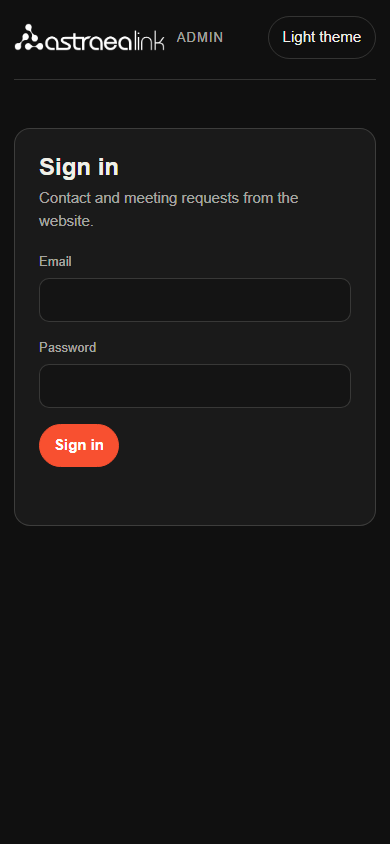 astraealink ADMIN
Light theme
Sign in
Contact and meeting requests from the
website.
Email
Password
Sign in